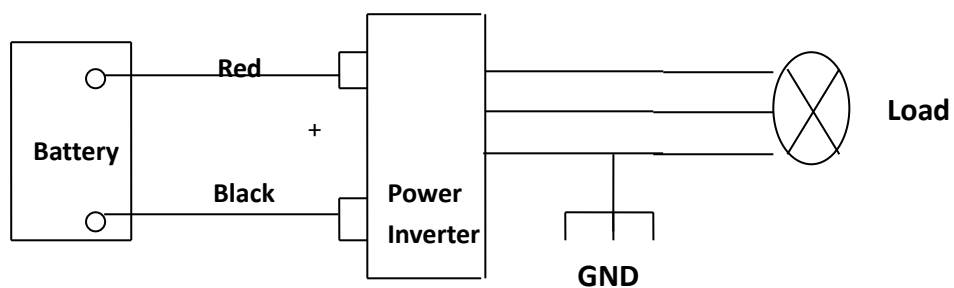 Red
+
Battery
Black
Power
Inverter
Load
GND